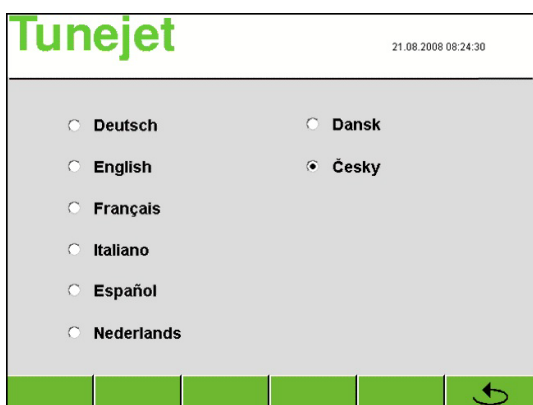 Tunejet
21.08.2008 08:24:30
Deutsch
English
Français
Italiano
Español
Nederlands
Dansk
Česky